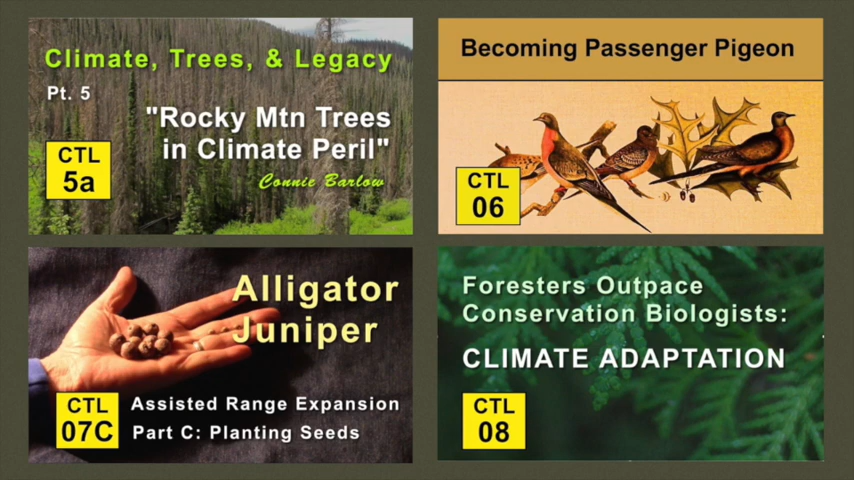 Climate, Trees, & Legacy
Pt. 5
"Rocky Mtn Trees
in Climate Peril"
CTL
5a
Connie Barlow
Becoming Passenger Pigeon
CTL
06
Alligator
Juniper
CTL
07C
Assisted Range Expansion
Part C: Planting Seeds
Foresters Outpace
Conservation Biologists:
CLIMATE ADAPTATION
CTL
08